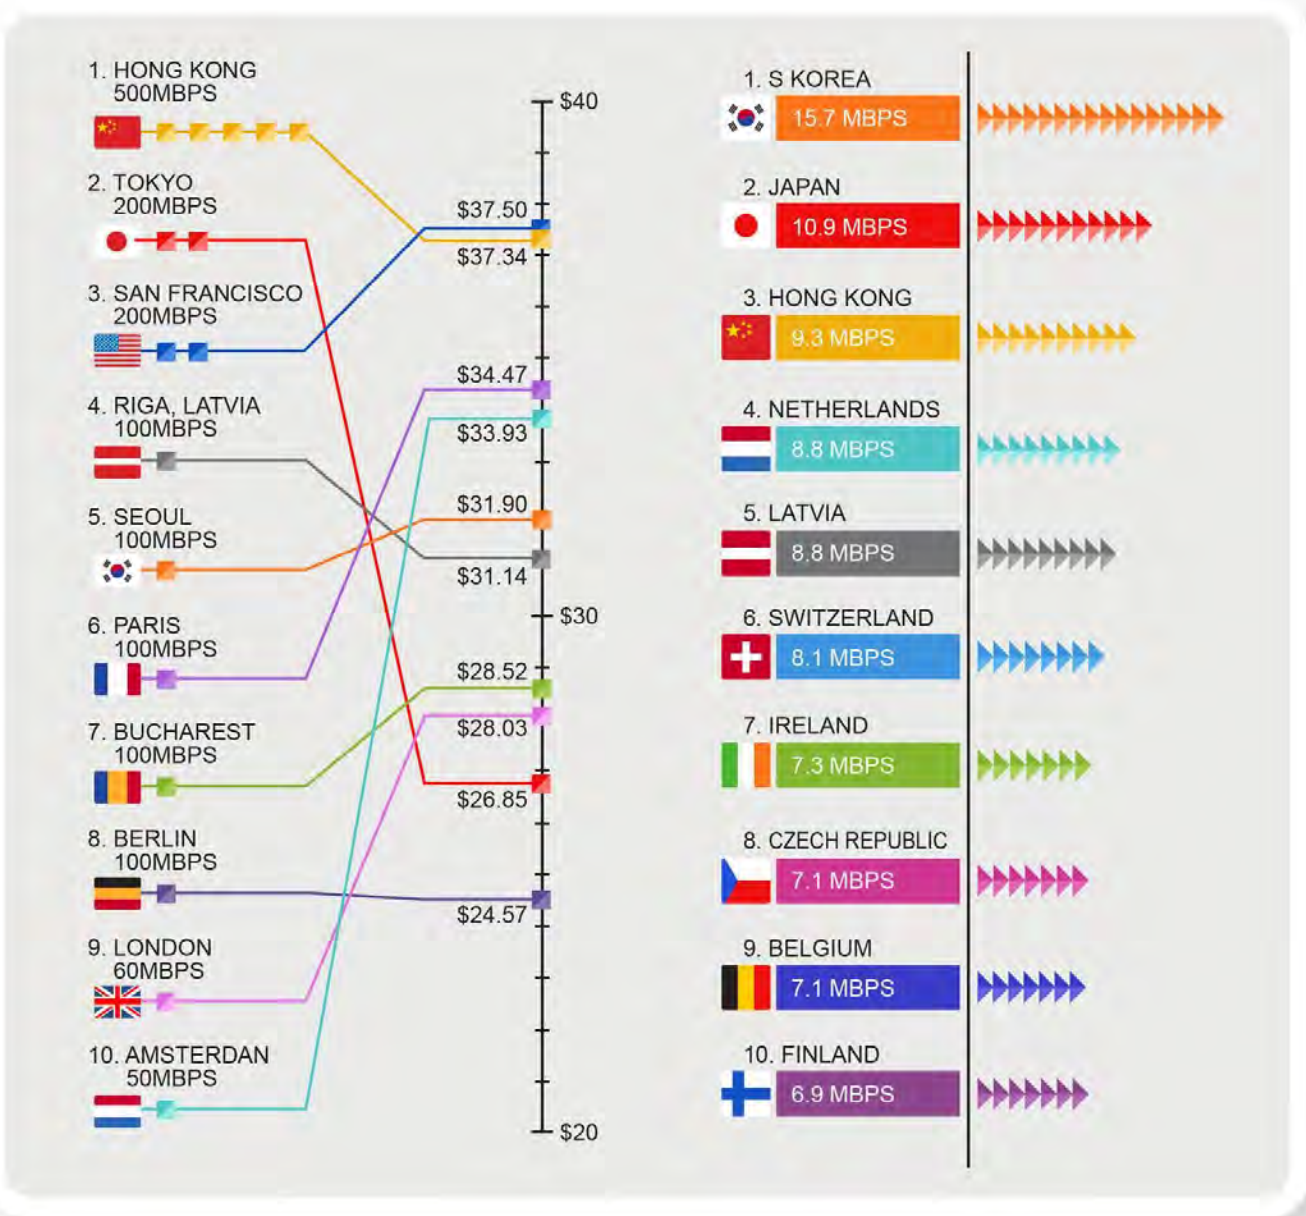 1. HONG KONG
500MBPS
2. TOKYO
200MBPS
3. SAN FRANCISCO
200MBPS
4. RIGA, LATVIA
100MBPS
5. SEOUL
100MBPS
6. PARIS
100MBPS
7. BUCHAREST
100MBPS
8. BERLIN
100MBPS
9. LONDON
60MBPS
10. AMSTERDAN
50MBPS
$40
$37.50
$37.34
$34.47
$33.93
$31.90
$31.14
$30
$28.52
$28.03
$26.85
$24.57
$20
1. S KOREA
15.7 MBPS
2. JAPAN
10.9 MBPS
3. HONG KONG
9.3 MBPS
4. NETHERLANDS
8.8 MBPS
5. LATVIA
8.8 MBPS
6. SWITZERLAND
8.1 MBPS
7. IRELAND
7.3 MBPS
8. CZECH REPUBLIC
7.1 MBPS
9. BELGIUM
7.1 MBPS
10. FINLAND
6.9 MBPS